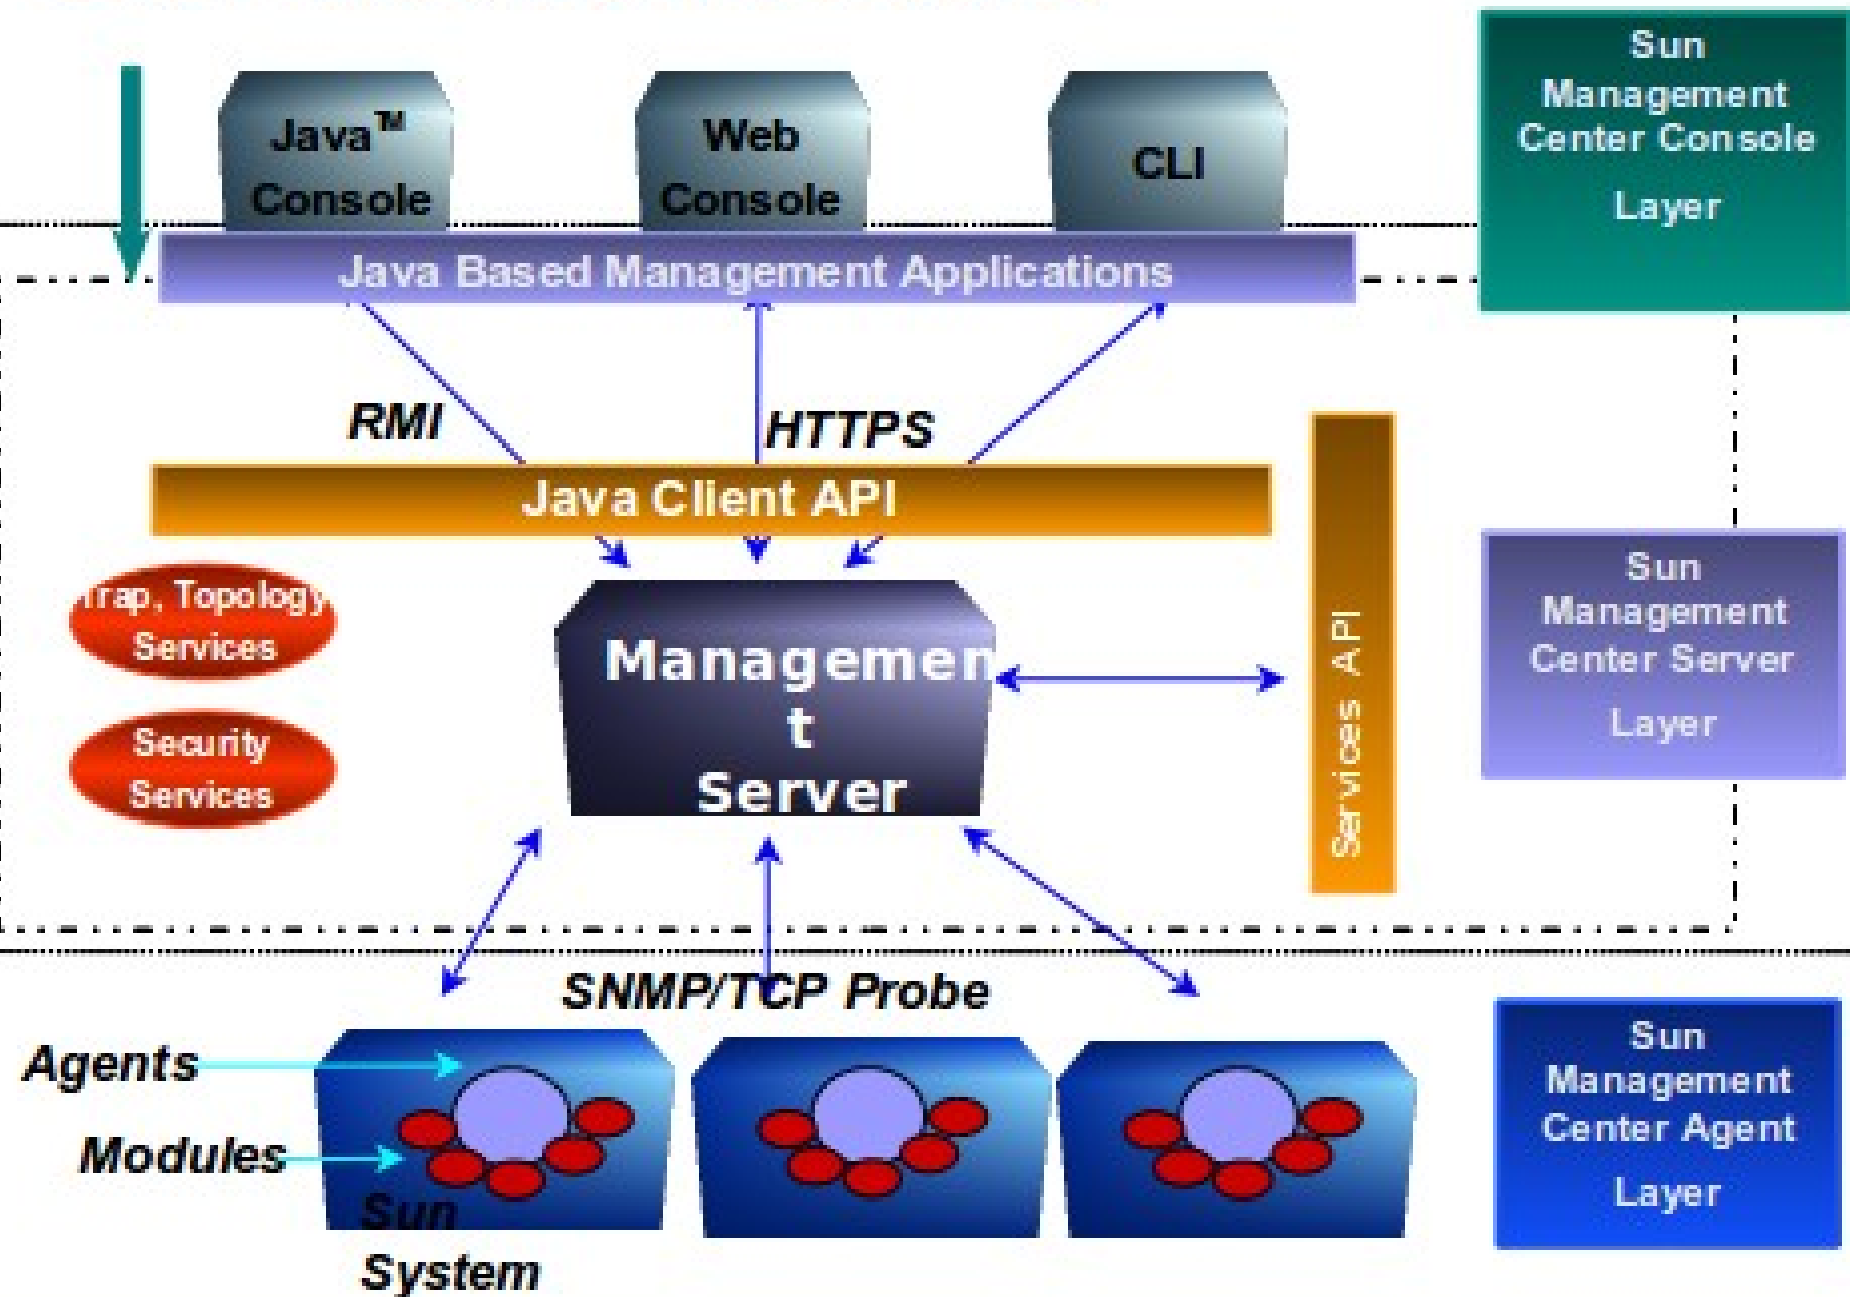 Java™
Console
Web
Console
CLI
Sun
Management
Center Console
Layer
Java Based Management Applications
RMI
HTTPS
Java Client API
Trap, Topology
Services
Security
Services
Managemen
t
Server
Services API
Sun
Management
Center Server
Layer
SNMP/TCP Probe
Agents
Modules
Sun
System
Sun
Management
Center Agent
Layer